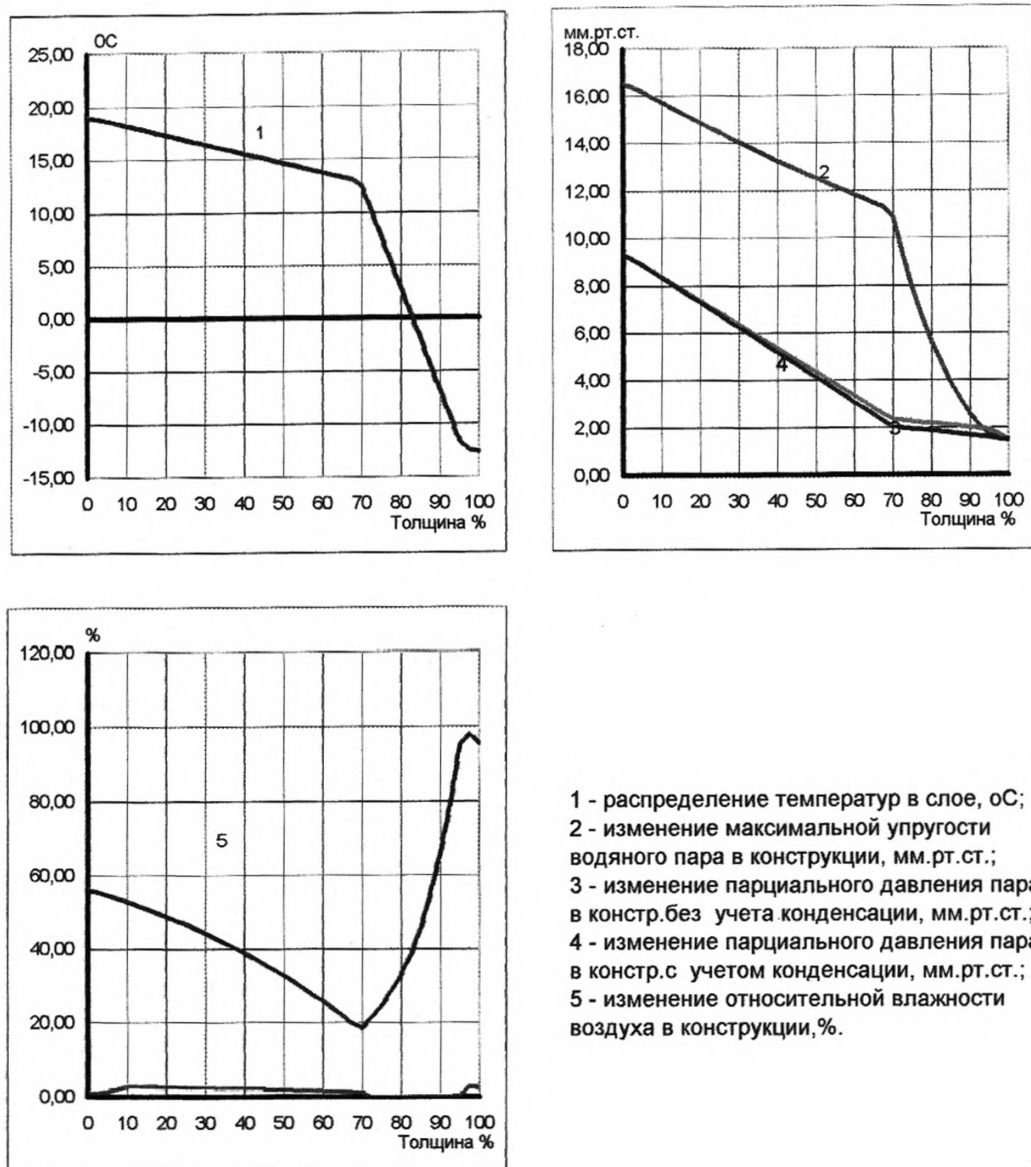 OC
25,00
20,00
15,00
10,00
5,00
0,00
-5,00
-10,00
-15,00
1
0 10 20 30 40 50 60 70 80 90 100
Толщина %
мм.рт.ст.
18,00
16,00
14,00
12,00
10,00
8,00
6,00
4,00
2,00
0,00
2
4
3
0 10 20 30 40 50 60 70 80 90 100
Толщина %
%
120,00
100,00
80,00
60,00
40,00
20,00
0,00
5
0 10 20 30 40 50 60 70 80 90 100
Толщина %
1 - распределение температур в слое, оС;
2 - изменение максимальной упругости
водяного пара в конструкции, мм.рт.ст.;
3 - изменение парциального давления пара
в констр.без учета конденсации, мм.рт.ст.;
4 - изменение парциального давления пара
в констр.с учетом конденсации, мм.рт.ст.;
5 - изменение относительной влажности
воздуха в конструкции,%.